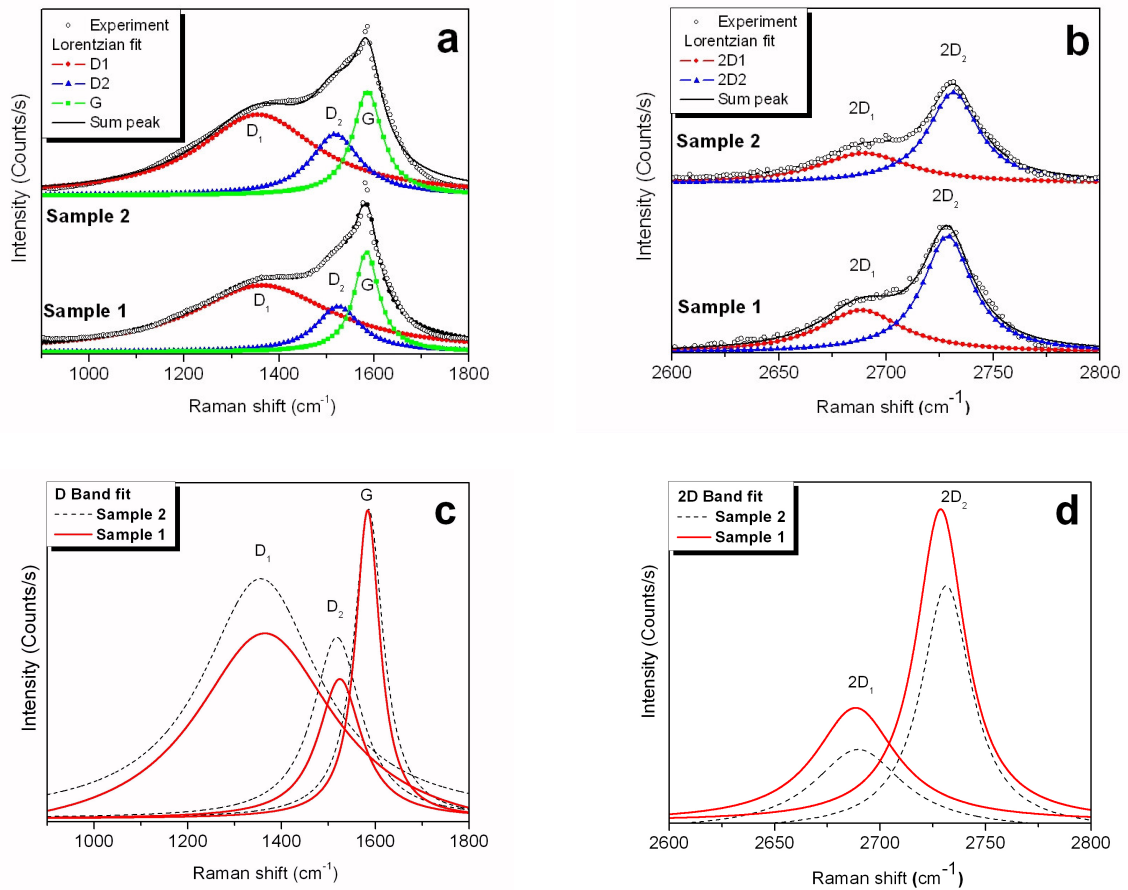 Experiment
Lorentzian fit
D1
D2
G
Sum peak
a
D₁
D₂
G
Sample 2
D₁
D₂
G
Sample 1
Intensity (Counts/s)
1000 1200 1400 1600 1800
Raman shift (cm⁻¹)
Experiment
Lorentzian fit
2D1
2D2
Sum peak
b
2D₂
2D₁
Sample 2
2D₂
2D₁
Sample 1
Intensity (Counts/s)
2600 2650 2700 2750 2800
Raman shift (cm⁻¹)
D Band fit
Sample 2
Sample 1
c
G
D₁
D₂
Intensity (Counts/s)
1000 1200 1400 1600 1800
Raman shift (cm⁻¹)
2D Band fit
Sample 2
Sample 1
d
2D₂
2D₁
Intensity (Counts/s)
2600 2650 2700 2750 2800
Raman shift (cm⁻¹)